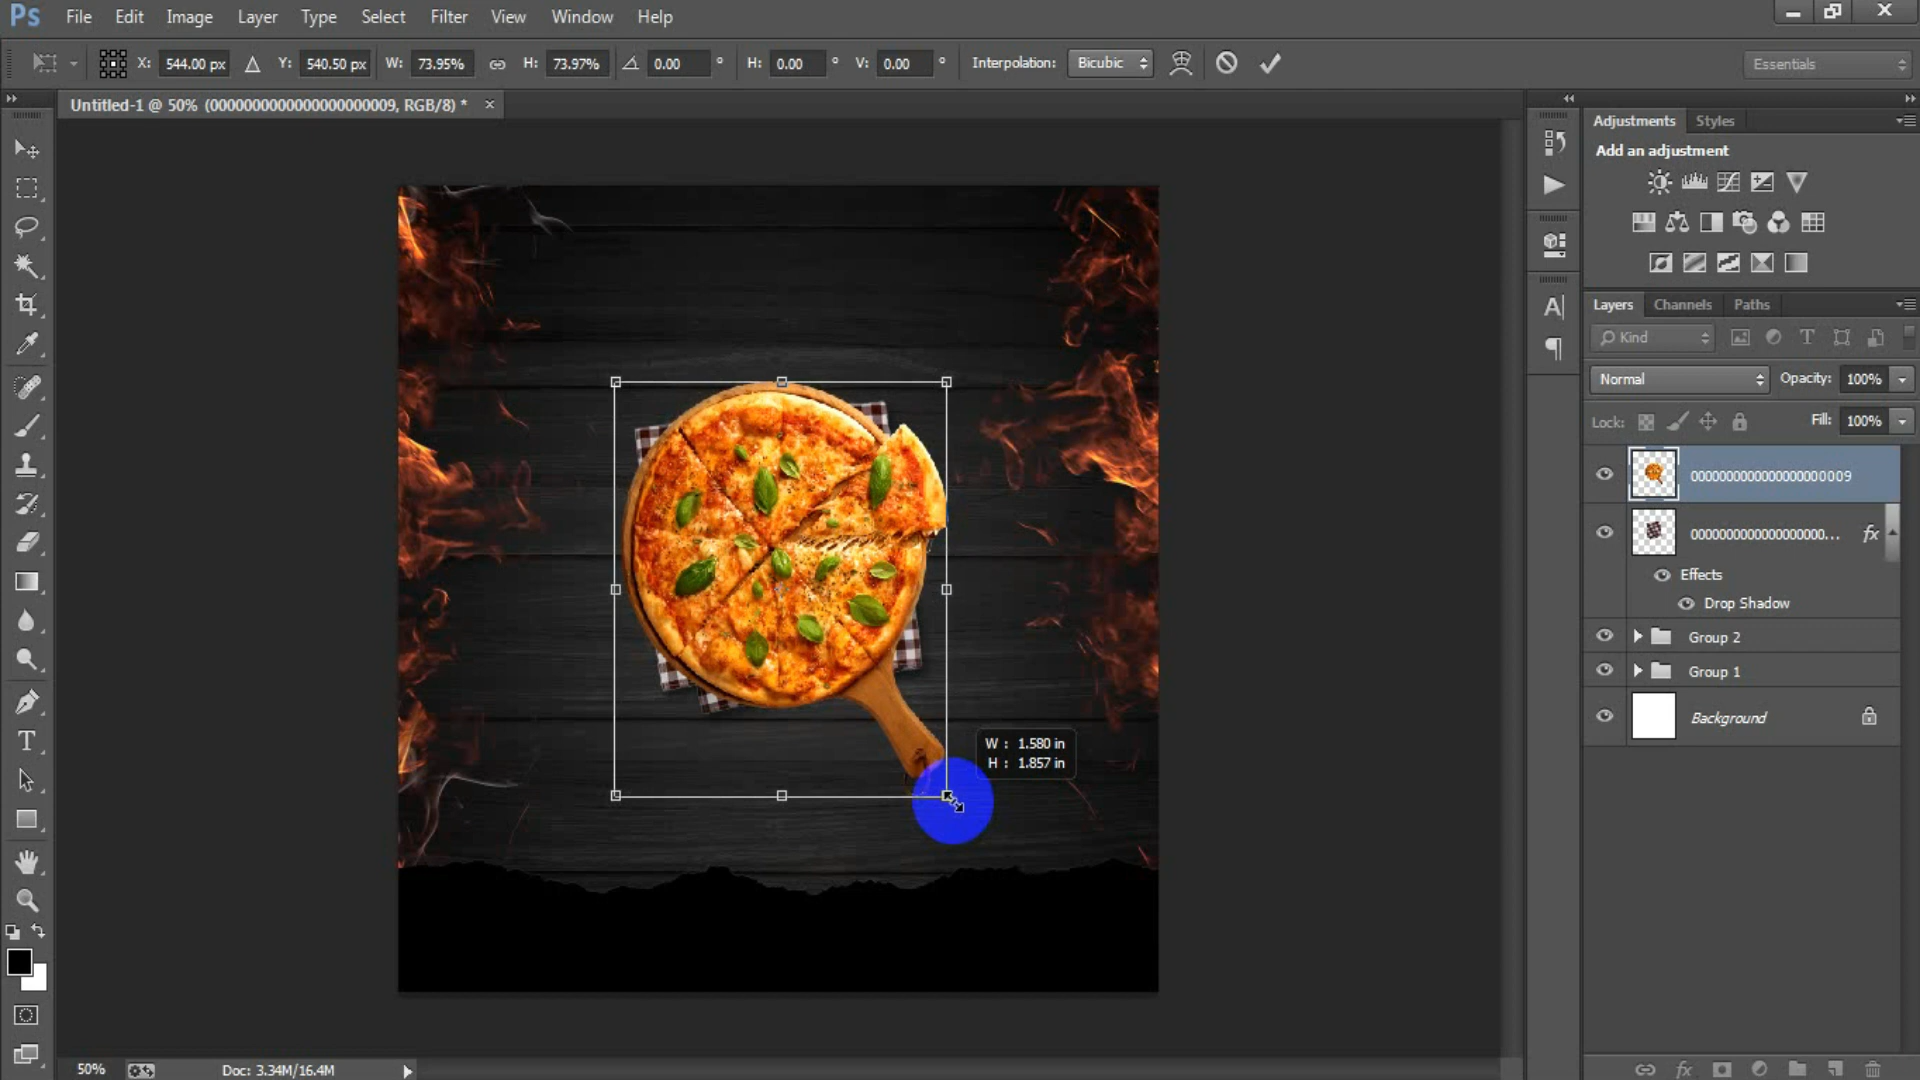 Ps File Edit Image Layer Type Select Filter View Window Help
X: 544.00 px Y: 540.50 px W: 73.95% H: 73.97% 0.00 ° H: 0.00 ° V: 0.00 ° Interpolation: Bicubic Essentials
Untitled-1 @ 50% (0000000000000000000009, RGB/8) * ×
Adjustments Styles
Add an adjustment
Layers Channels Paths
Kind
Normal Opacity: 100%
Lock: Fill: 100%
0000000000000000000009
00000000000000000000... fx
Effects
Drop Shadow
Group 2
Group 1
Background
W : 1.580 in
H : 1.857 in
50% Doc: 3.34M/16.4M